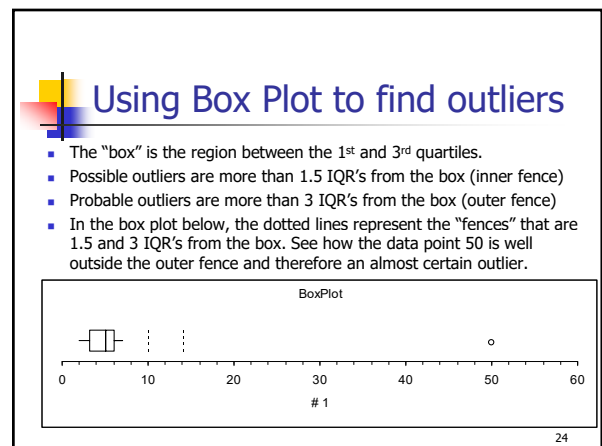 Using Box Plot to find outliers
The “box” is the region between the 1st and 3rd quartiles.
Possible outliers are more than 1.5 IQR’s from the box (inner fence)
Probable outliers are more than 3 IQR’s from the box (outer fence)
In the box plot below, the dotted lines represent the “fences” that are
1.5 and 3 IQR’s from the box. See how the data point 50 is well
outside the outer fence and therefore an almost certain outlier.
BoxPlot
0 10 20 30 40 50 60
# 1
24